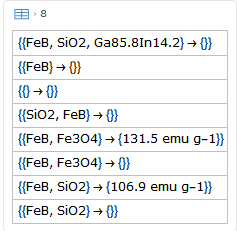 › 8
{{FeB, SiO2, Ga85.8In14.2} → {}}
{{FeB} → {}}
{{} → {}}
{{SiO2, FeB} → {}}
{{FeB, Fe3O4} → {131.5 emu g–1}}
{{FeB, Fe3O4} → {}}
{{FeB, SiO2} → {106.9 emu g–1}}
{{FeB, SiO2} → {}}